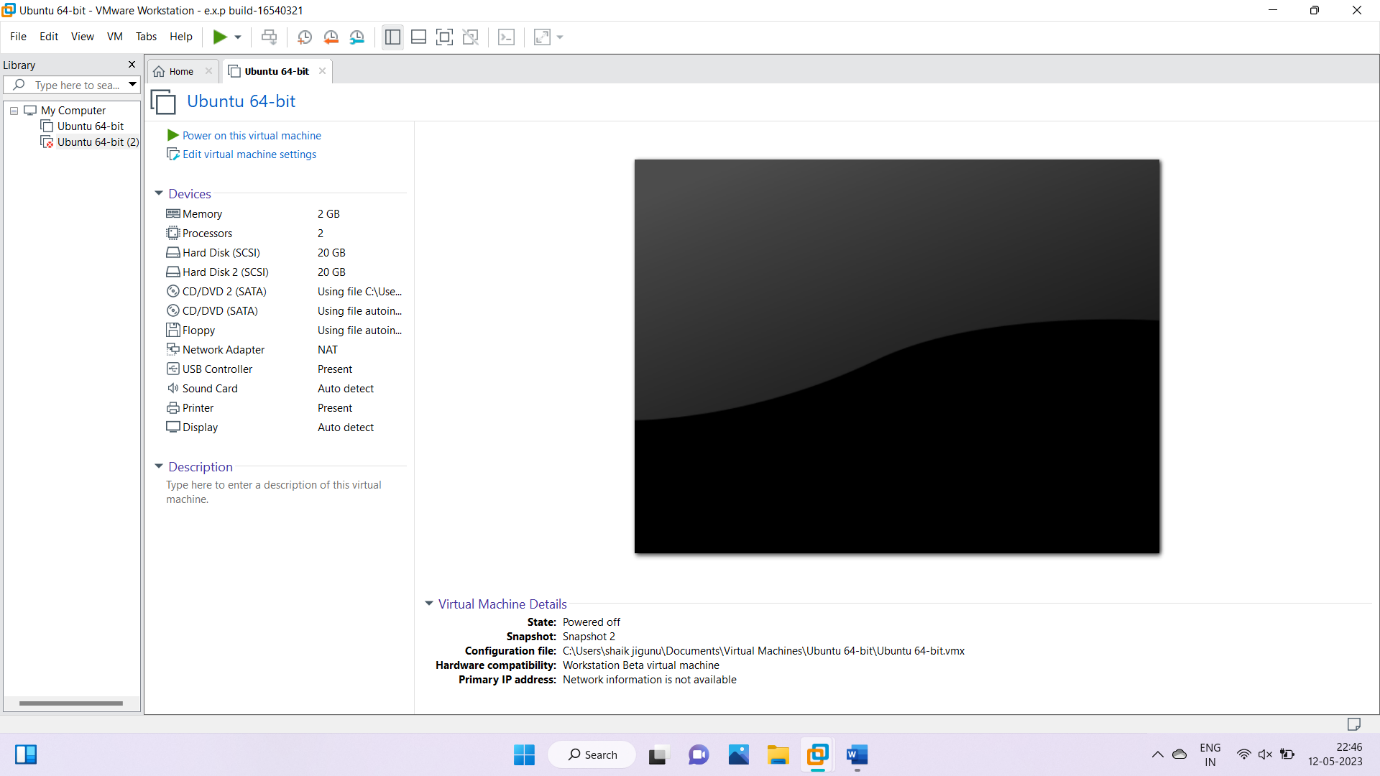 Ubuntu 64-bit - VMware Workstation - e.x.p build-16540321
File Edit View VM Tabs Help
Library
Type here to sea...
My Computer
Ubuntu 64-bit
Ubuntu 64-bit (2)
Home
Ubuntu 64-bit
Ubuntu 64-bit
Power on this virtual machine
Edit virtual machine settings
Devices
Memory 2 GB
Processors 2
Hard Disk (SCSI) 20 GB
Hard Disk 2 (SCSI) 20 GB
CD/DVD 2 (SATA) Using file C:\Use...
CD/DVD (SATA) Using file autoin...
Floppy Using file autoin...
Network Adapter NAT
USB Controller Present
Sound Card Auto detect
Printer Present
Display Auto detect
Description
Type here to enter a description of this virtual
machine.
Virtual Machine Details
State: Powered off
Snapshot: Snapshot 2
Configuration file: C:\Users\shaik jigunu\Documents\Virtual Machines\Ubuntu 64-bit\Ubuntu 64-bit.vmx
Hardware compatibility: Workstation Beta virtual machine
Primary IP address: Network information is not available
Search
ENG
IN
22:46
12-05-2023